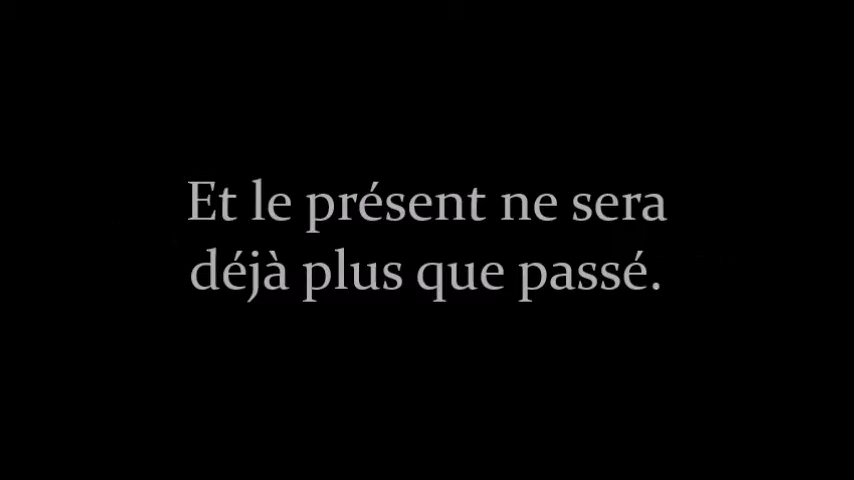 Et le présent ne sera
déjà plus que passé.